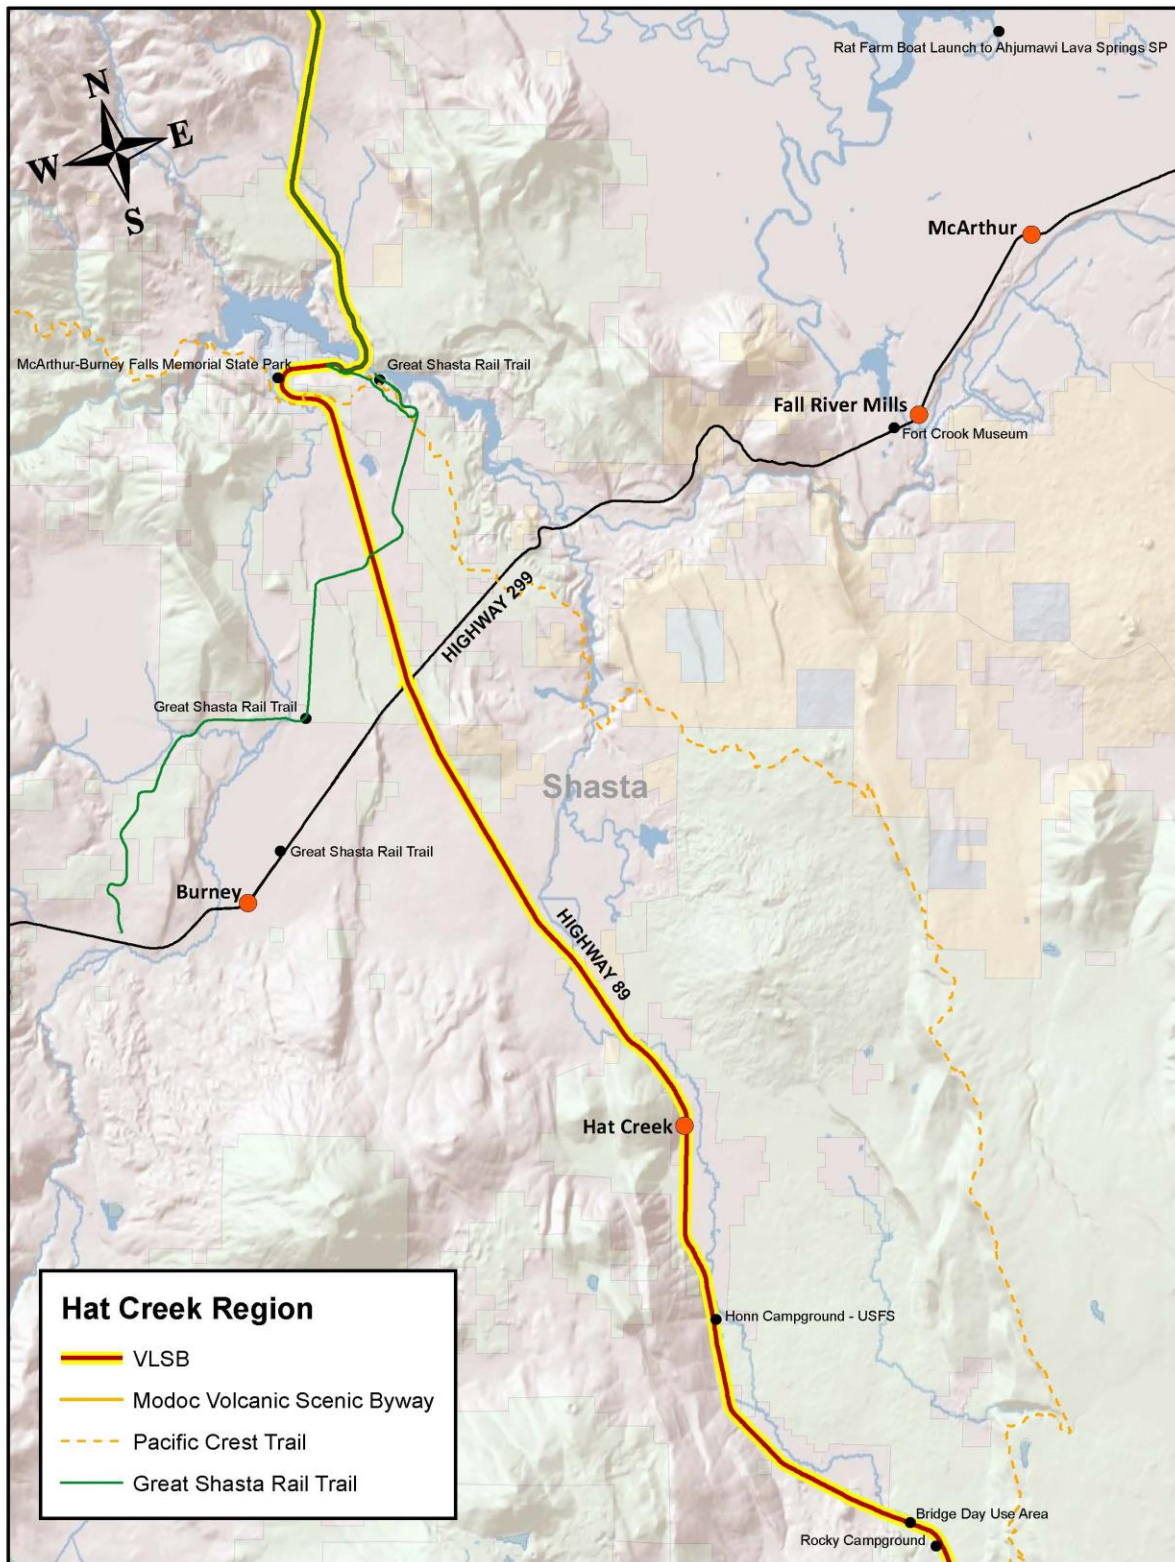 Rat Farm Boat Launch to Ahjumawi Lava Springs SP
N
E
W
S
McArthur
McArthur-Burney Falls Memorial State Park
Great Shasta Rail Trail
Fall River Mills
Fort Crook Museum
HIGHWAY 299
Great Shasta Rail Trail
Shasta
Great Shasta Rail Trail
Burney
HIGHWAY 89
Hat Creek
Honn Campground - USFS
Hat Creek Region
VLSB
Modoc Volcanic Scenic Byway
Pacific Crest Trail
Great Shasta Rail Trail
Bridge Day Use Area
Rocky Campground